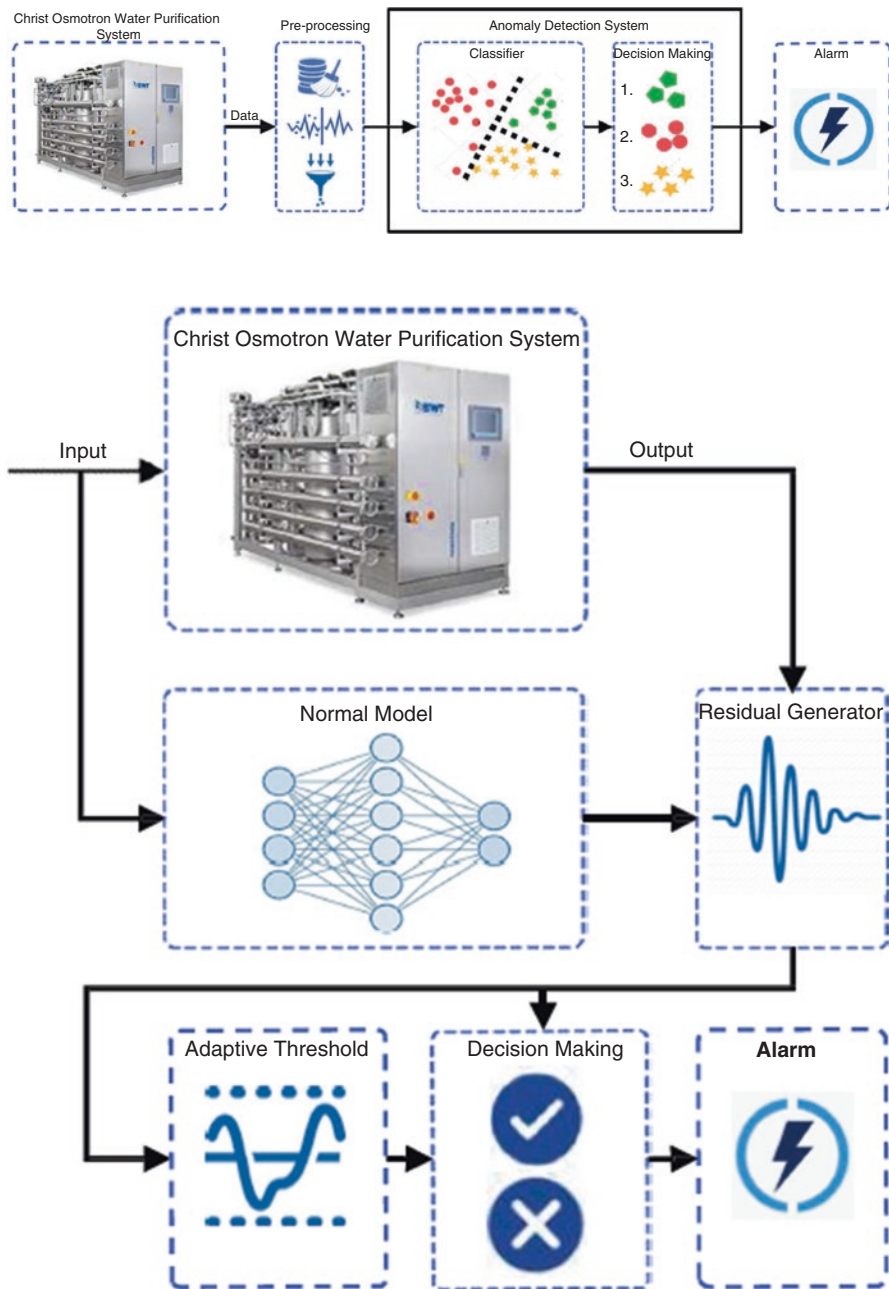 Christ Osmotron Water Purification
System
Pre-processing
Anomaly Detection System
Classifier
Decision Making
Alarm
Data
1.
2.
3.
Christ Osmotron Water Purification System
BWT
Input
Output
Normal Model
Residual Generator
Adaptive Threshold
Decision Making
Alarm